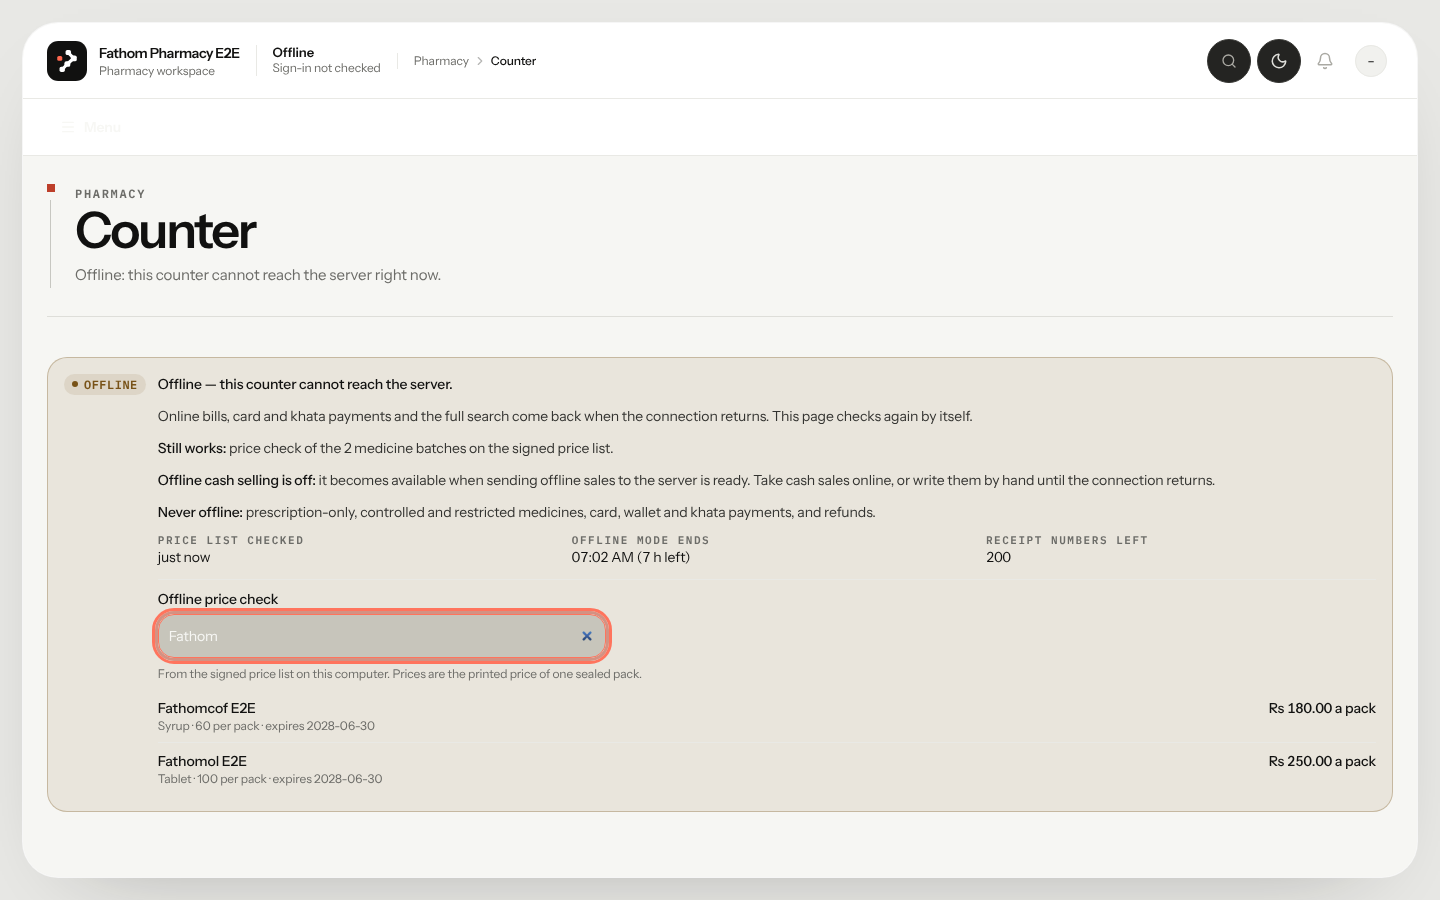 Fathom Pharmacy E2E
Pharmacy workspace
Offline
Sign-in not checked
Pharmacy > Counter
-
Menu
PHARMACY
Counter
Offline: this counter cannot reach the server right now.
OFFLINE
Offline — this counter cannot reach the server.
Online bills, card and khata payments and the full search come back when the connection returns. This page checks again by itself.
Still works: price check of the 2 medicine batches on the signed price list.
Offline cash selling is off: it becomes available when sending offline sales to the server is ready. Take cash sales online, or write them by hand until the connection returns.
Never offline: prescription-only, controlled and restricted medicines, card, wallet and khata payments, and refunds.
PRICE LIST CHECKED
just now
OFFLINE MODE ENDS
07:02 AM (7 h left)
RECEIPT NUMBERS LEFT
200
Offline price check
Fathom
From the signed price list on this computer. Prices are the printed price of one sealed pack.
Fathomcof E2E
Syrup · 60 per pack · expires 2028-06-30
Rs 180.00 a pack
Fathomol E2E
Tablet · 100 per pack · expires 2028-06-30
Rs 250.00 a pack